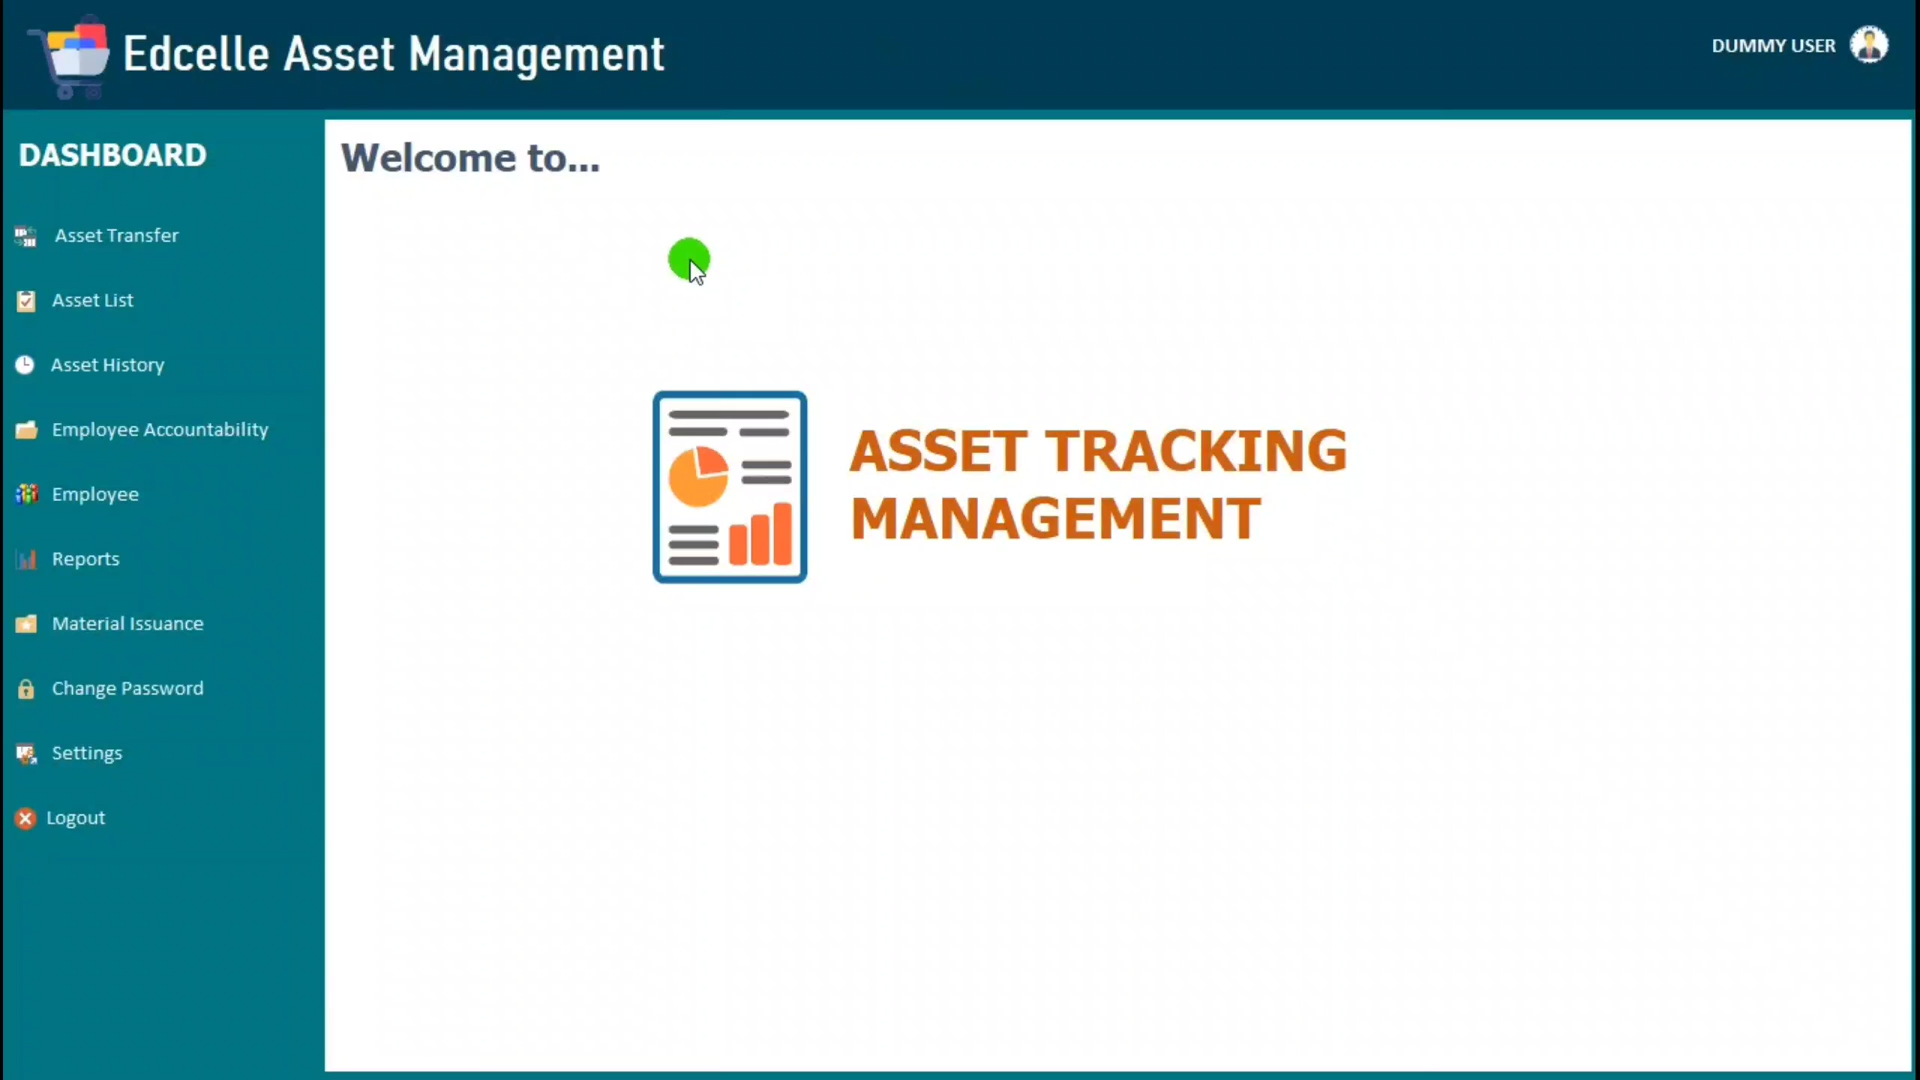 Edcelle Asset Management
DUMMY USER
DASHBOARD
Welcome to...
Asset Transfer
Asset List
Asset History
Employee Accountability
Employee
Reports
Material Issuance
Change Password
Settings
Logout
ASSET TRACKING
MANAGEMENT